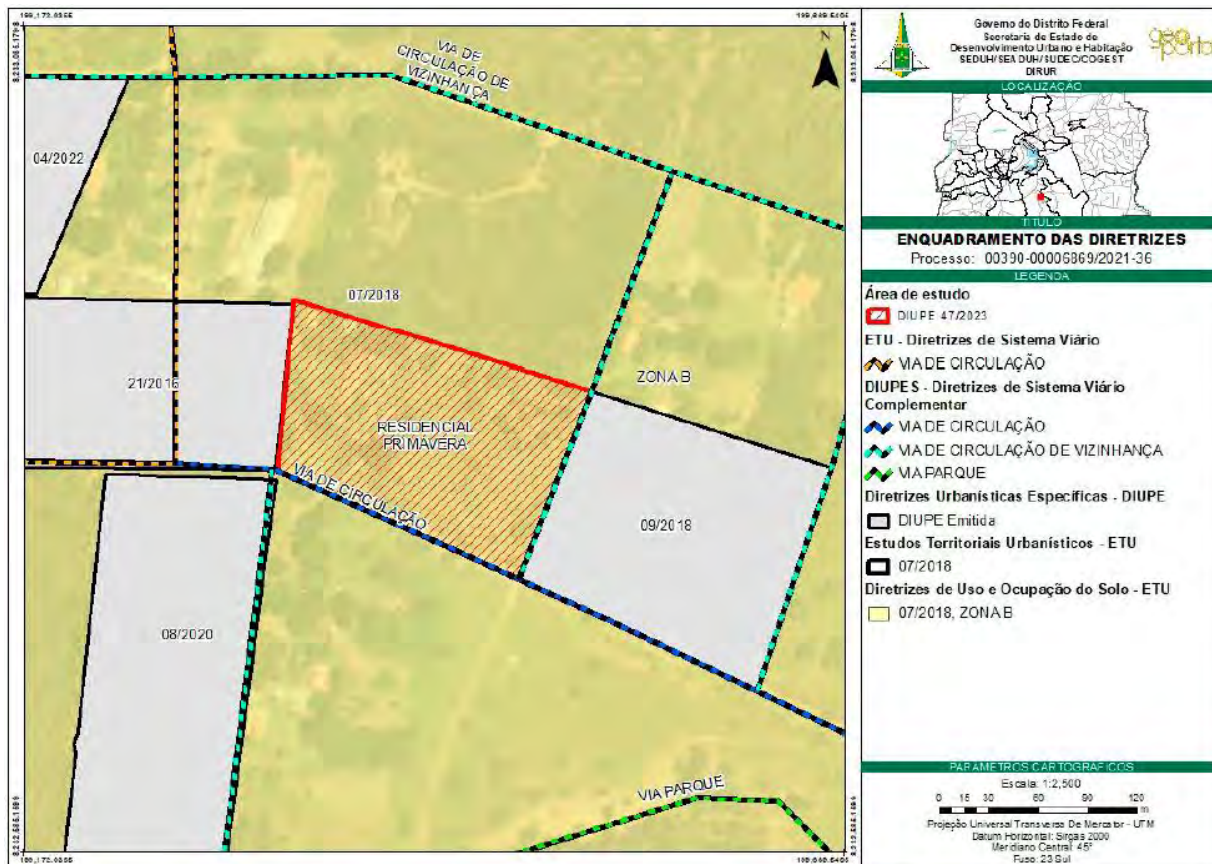 N
VIA DE
CIRCULAÇÃO DE
VIZINHANÇA
04/2022
07/2018
21/2016
ZONA B
RESIDENCIAL
PRIMAVERA
VIA DE CIRCULAÇÃO
09/2018
08/2020
VIA PARQUE
Governo do Distrito Federal
Secretaria de Estado de
Desenvolvimento Urbano e Habitação
SEDUH/SEADUH/SUDEC/COGEST
DIRUR
LOCALIZAÇÃO
TÍTULO
ENQUADRAMENTO DAS DIRETRIZES
Processo: 00390-00006869/2021-36
LEGENDA
Área de estudo
DIUPE 47/2023
ETU - Diretrizes de Sistema Viário
VIA DE CIRCULAÇÃO
DIUPES - Diretrizes de Sistema Viário
Complementar
VIA DE CIRCULAÇÃO
VIA DE CIRCULAÇÃO DE VIZINHANÇA
VIA PARQUE
Diretrizes Urbanísticas Específicas - DIUPE
DIUPE Emitida
Estudos Territoriais Urbanísticos - ETU
07/2018
Diretrizes de Uso e Ocupação do Solo - ETU
07/2018, ZONA B
PARÂMETROS CARTOGRÁFICOS
Escala: 1:2,500
0 15 30 60 90 120
m
Projeção Universal Transversa De Mercator - UTM
Datum Horizontal: Sirgas 2000
Meridiano Central: 45°
Fuso: 23 Sul